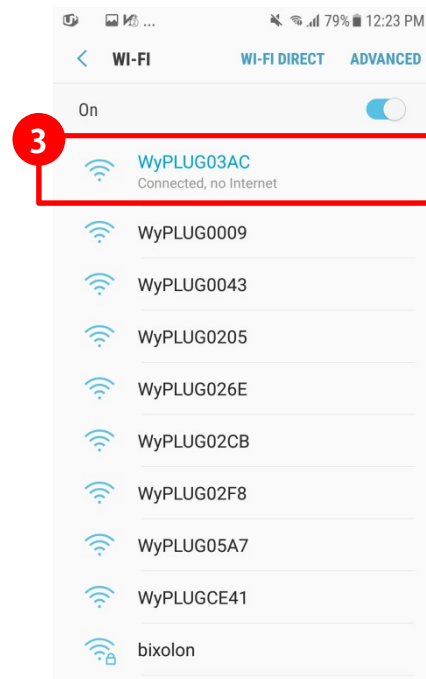 ... 79% 12:23 PM
WI-FI WI-FI DIRECT ADVANCED
On
3
WyPLUG03AC
Connected, no Internet
WyPLUG0009
WyPLUG0043
WyPLUG0205
WyPLUG026E
WyPLUG02CB
WyPLUG02F8
WyPLUG05A7
WyPLUGCE41
bixolon